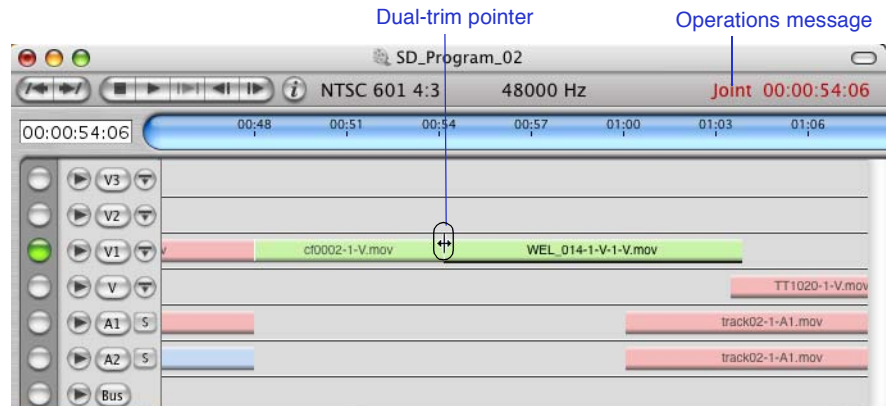 Dual-trim pointer Operations message
SD_Program_02
NTSC 601 4:3 48000 Hz Joint 00:00:54:06
00:00:54:06 00:48 00:51 00:54 00:57 01:00 01:03 01:06
V3
V2
V1 v cf0002-1-V.mov WEL_014-1-V-1-V.mov
V TT1020-1-V.mov
A1 S track02-1-A1.mov
A2 S track02-1-A1.mov
Bus